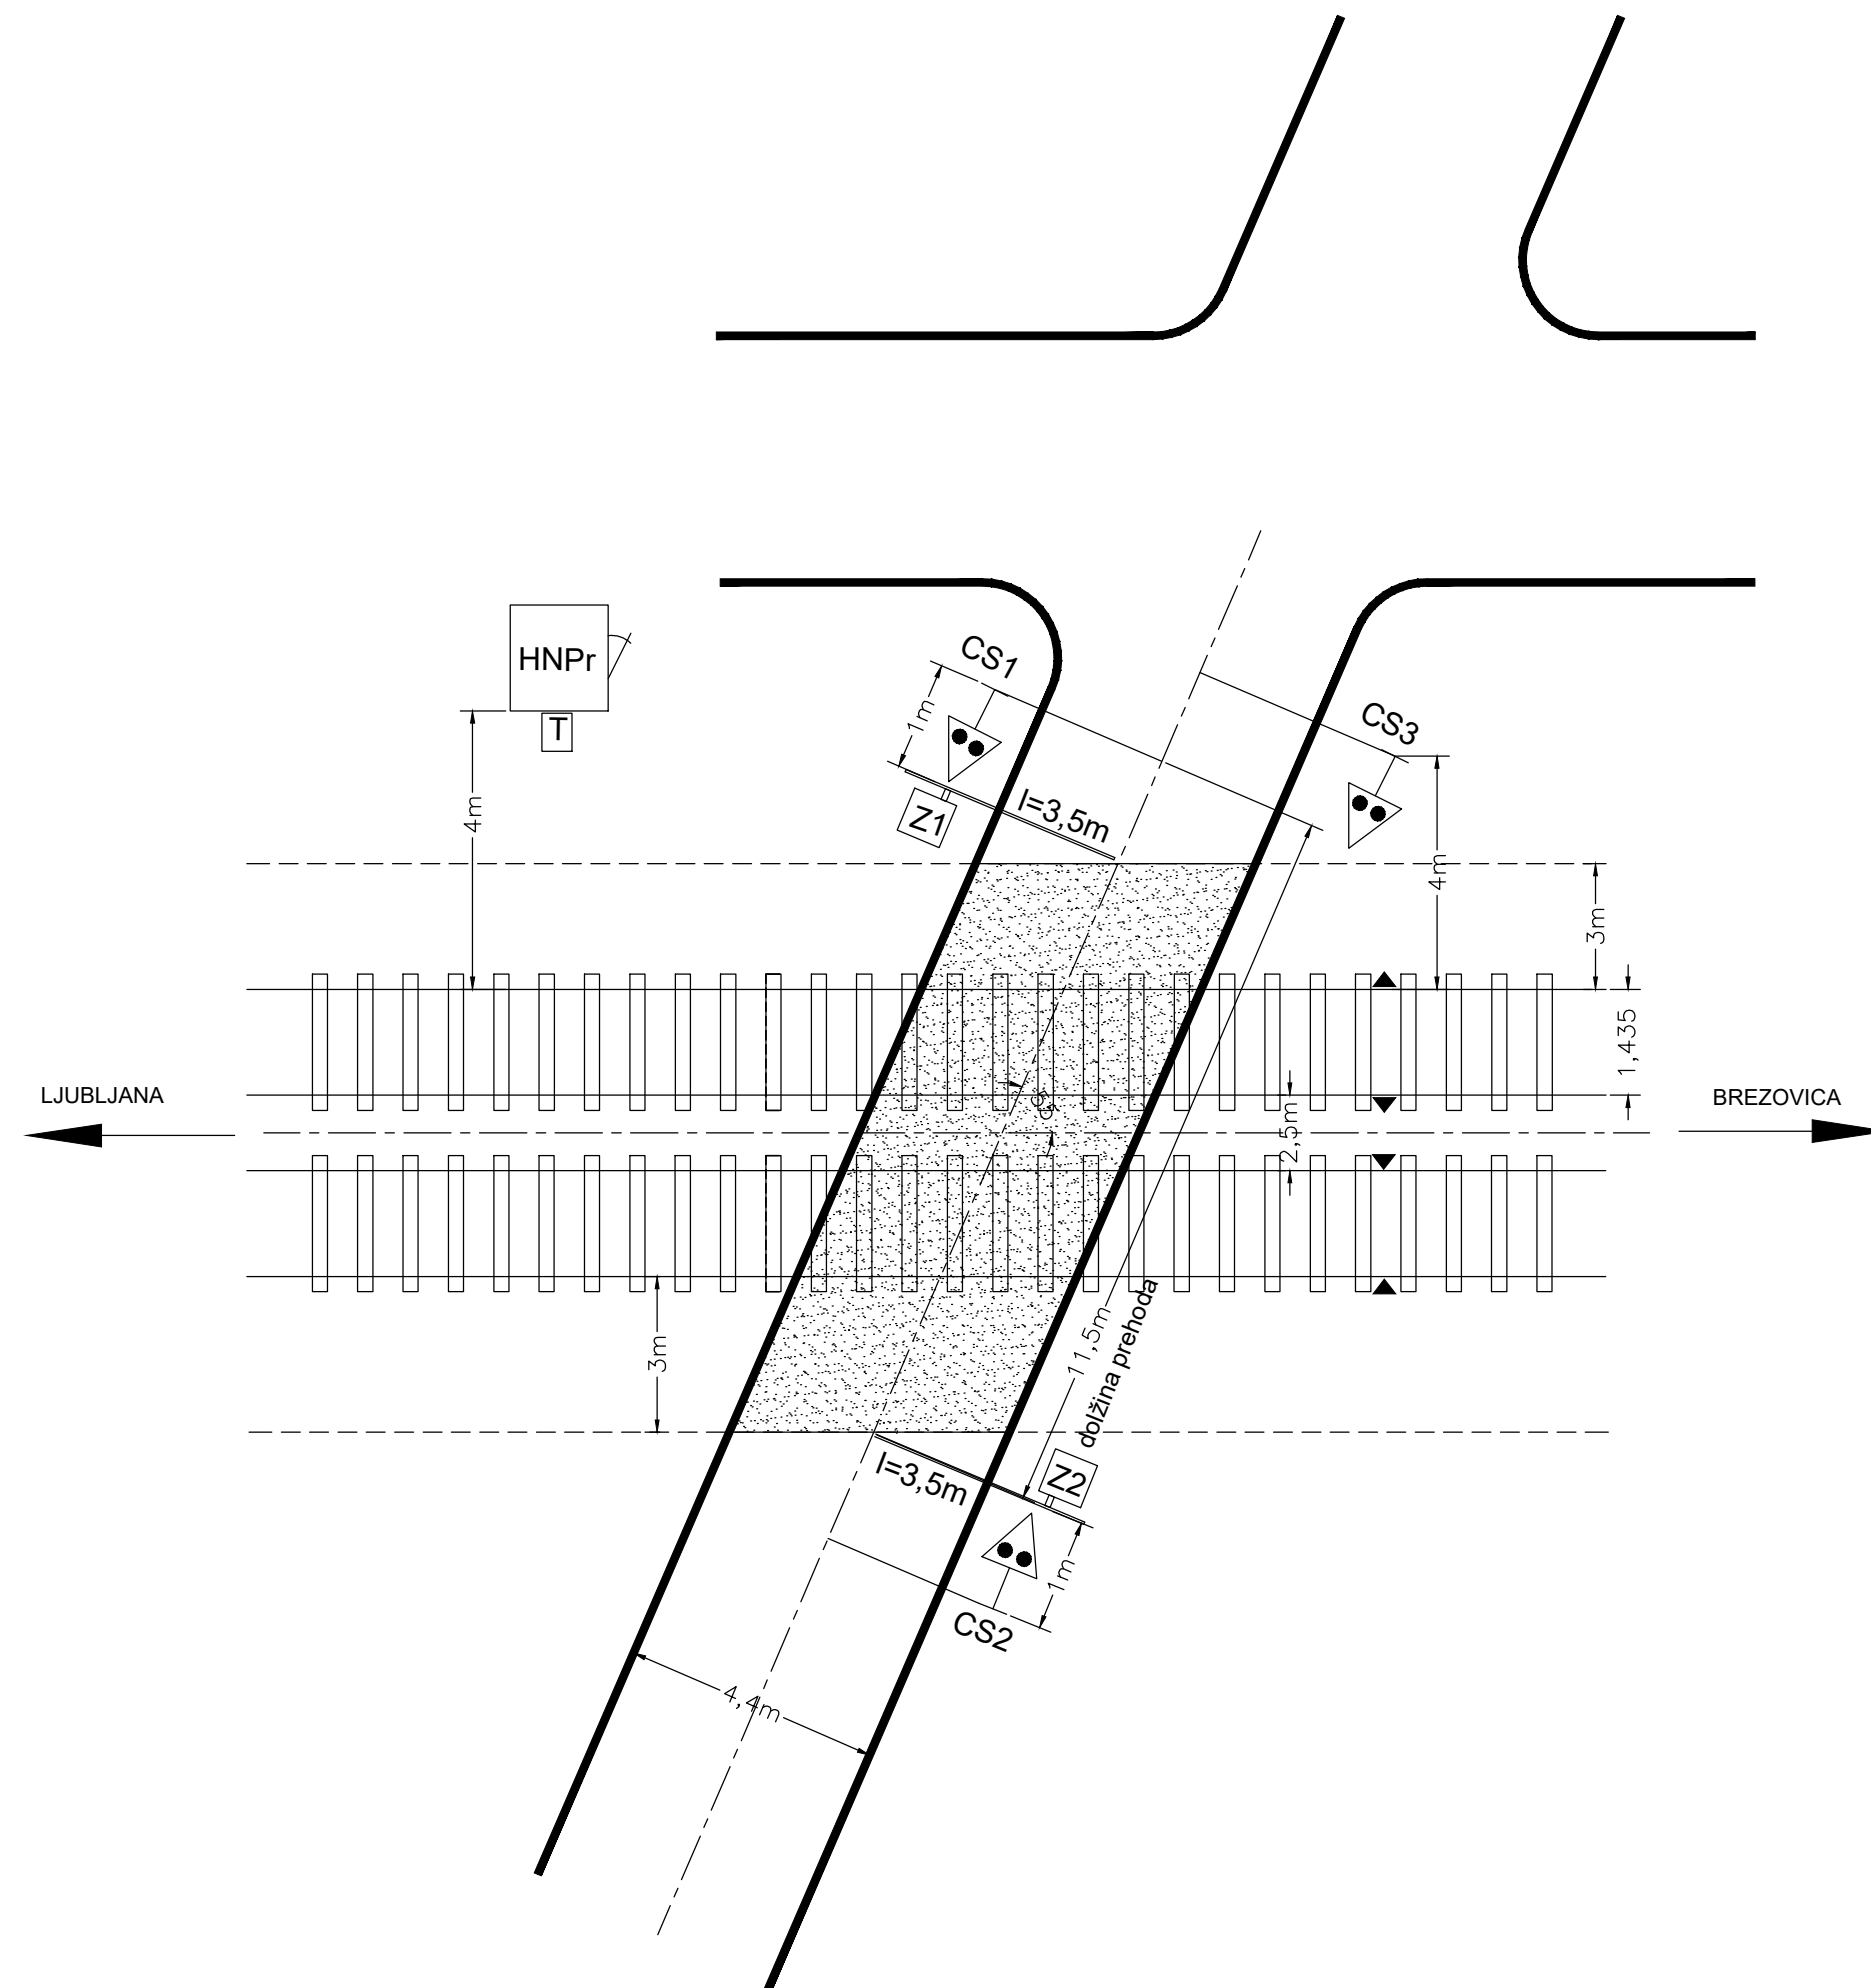 HNPr
T
CS1
1m
Z1
l=3,5m
CS3
4m
4m
3m
1,435
LJUBLJANA
BREZOVICA
2,5m
3m
11,5m
dolžina prehoda
l=3,5m
Z2
1m
CS2
4,4m